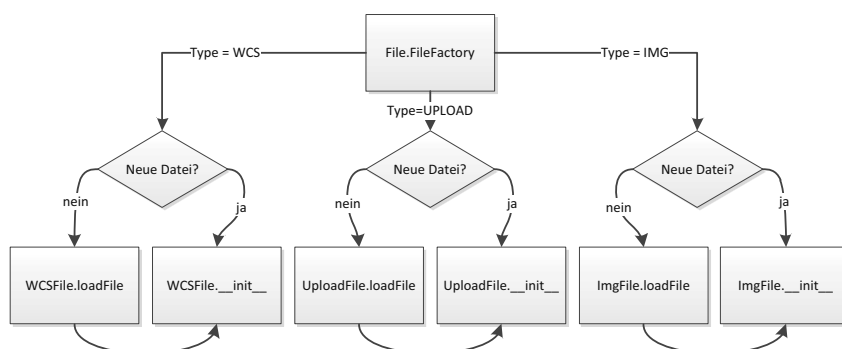 File.FileFactory
Type = WCS
Type = IMG
Type=UPLOAD
Neue Datei?
Neue Datei?
Neue Datei?
nein
ja
nein
ja
nein
ja
WCSFile.loadFile
WCSFile.__init__
UploadFile.loadFile
UploadFile.__init__
ImgFile.loadFile
ImgFile.__init__